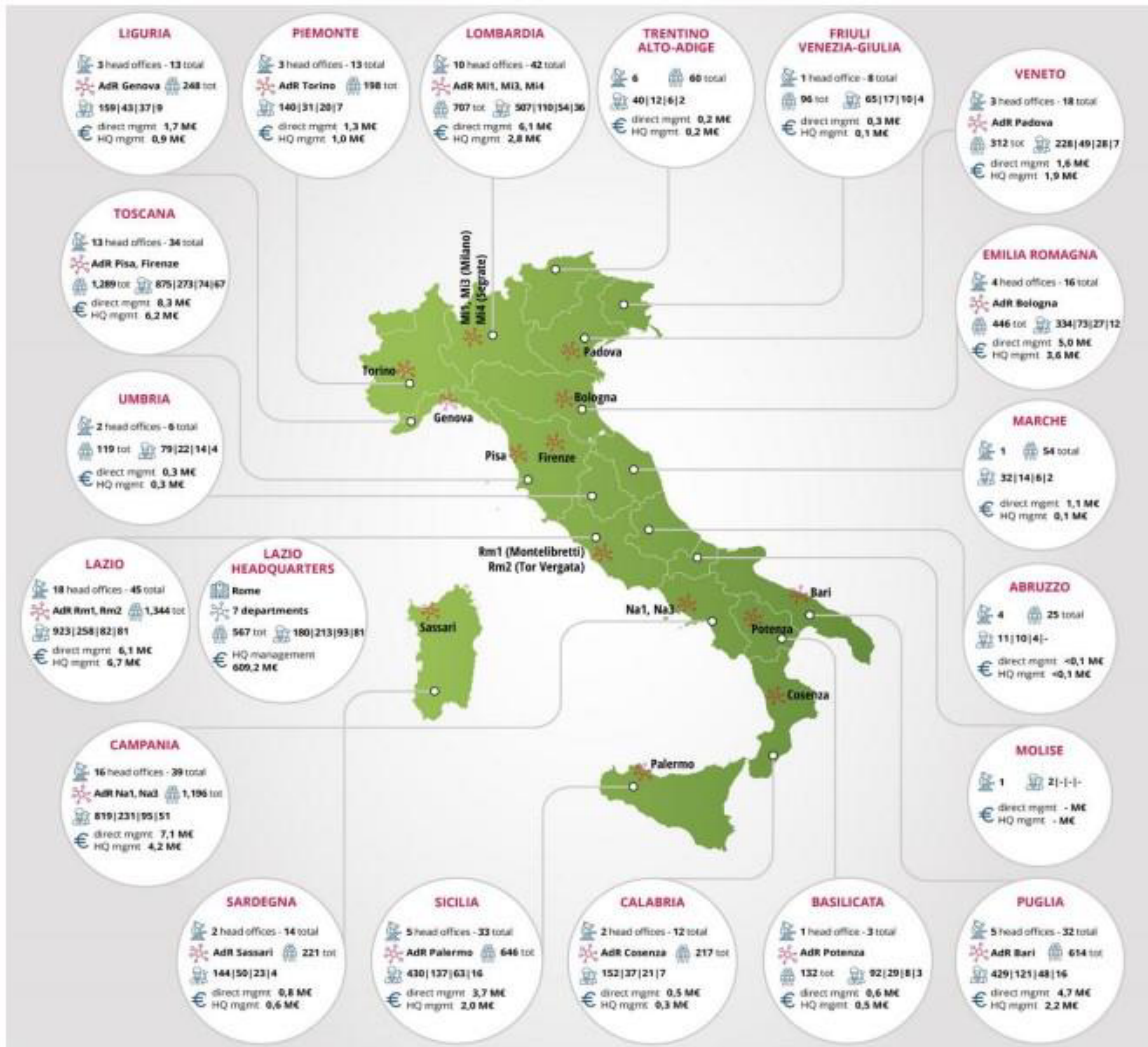 LIGURIA
3 head offices - 13 total
AdR Genova 248 tot
159|43|37|9
direct mgmt 1,7 M€
HQ mgmt 0,9 M€
PIEMONTE
3 head offices - 13 total
AdR Torino 198 tot
140|31|20|7
direct mgmt 1,3 M€
HQ mgmt 1,0 M€
LOMBARDIA
10 head offices - 42 total
AdR Mi1, Mi3, Mi4
707 tot 507|110|54|36
direct mgmt 6,1 M€
HQ mgmt 2,8 M€
TRENTINO
ALTO-ADIGE
6 60 total
40|12|6|2
direct mgmt 0,2 M€
HQ mgmt 0,2 M€
FRIULI
VENEZIA-GIULIA
1 head office - 8 total
96 tot 65|17|10|4
direct mgmt 0,3 M€
HQ mgmt 0,1 M€
VENETO
3 head offices - 18 total
AdR Padova
312 tot 228|49|28|7
direct mgmt 1,6 M€
HQ mgmt 1,9 M€
TOSCANA
13 head offices - 34 total
AdR Pisa, Firenze
1,289 tot 875|273|74|67
direct mgmt 8,3 M€
HQ mgmt 6,2 M€
EMILIA ROMAGNA
4 head offices - 16 total
AdR Bologna
446 tot 334|73|27|12
direct mgmt 5,0 M€
HQ mgmt 3,6 M€
Mi1, Mi3 (Milano)
Mi4 (Segrate)
Padova
Torino
Bologna
Genova
Pisa
Firenze
UMBRIA
2 head offices - 6 total
119 tot 79|22|14|4
direct mgmt 0,3 M€
HQ mgmt 0,3 M€
MARCHE
1 54 total
32|14|6|2
direct mgmt 1,1 M€
HQ mgmt 0,1 M€
Rm1 (Montelibretti)
Rm2 (Tor Vergata)
LAZIO
18 head offices - 45 total
AdR Rm1, Rm2 1,344 tot
923|258|82|81
direct mgmt 6,1 M€
HQ mgmt 6,7 M€
LAZIO
HEADQUARTERS
Rome
7 departments
567 tot 180|213|93|81
HQ management
609,2 M€
Sassari
Na1, Na3
Bari
Potenza
Cosenza
Palermo
ABRUZZO
4 25 total
11|10|4|-
direct mgmt <0,1 M€
HQ mgmt <0,1 M€
CAMPANIA
16 head offices - 39 total
AdR Na1, Na3 1,196 tot
819|231|95|51
direct mgmt 7,1 M€
HQ mgmt 4,2 M€
MOLISE
1 2|-|-|-
direct mgmt - M€
HQ mgmt - M€
SARDEGNA
2 head offices - 14 total
AdR Sassari 221 tot
144|50|23|4
direct mgmt 0,8 M€
HQ mgmt 0,6 M€
SICILIA
5 head offices - 33 total
AdR Palermo 646 tot
430|137|63|16
direct mgmt 3,7 M€
HQ mgmt 2,0 M€
CALABRIA
2 head offices - 12 total
AdR Cosenza 217 tot
152|37|21|7
direct mgmt 0,5 M€
HQ mgmt 0,3 M€
BASILICATA
1 head office - 3 total
AdR Potenza
132 tot 92|29|8|3
direct mgmt 0,6 M€
HQ mgmt 0,5 M€
PUGLIA
5 head offices - 32 total
AdR Bari 614 tot
429|121|48|16
direct mgmt 4,7 M€
HQ mgmt 2,2 M€